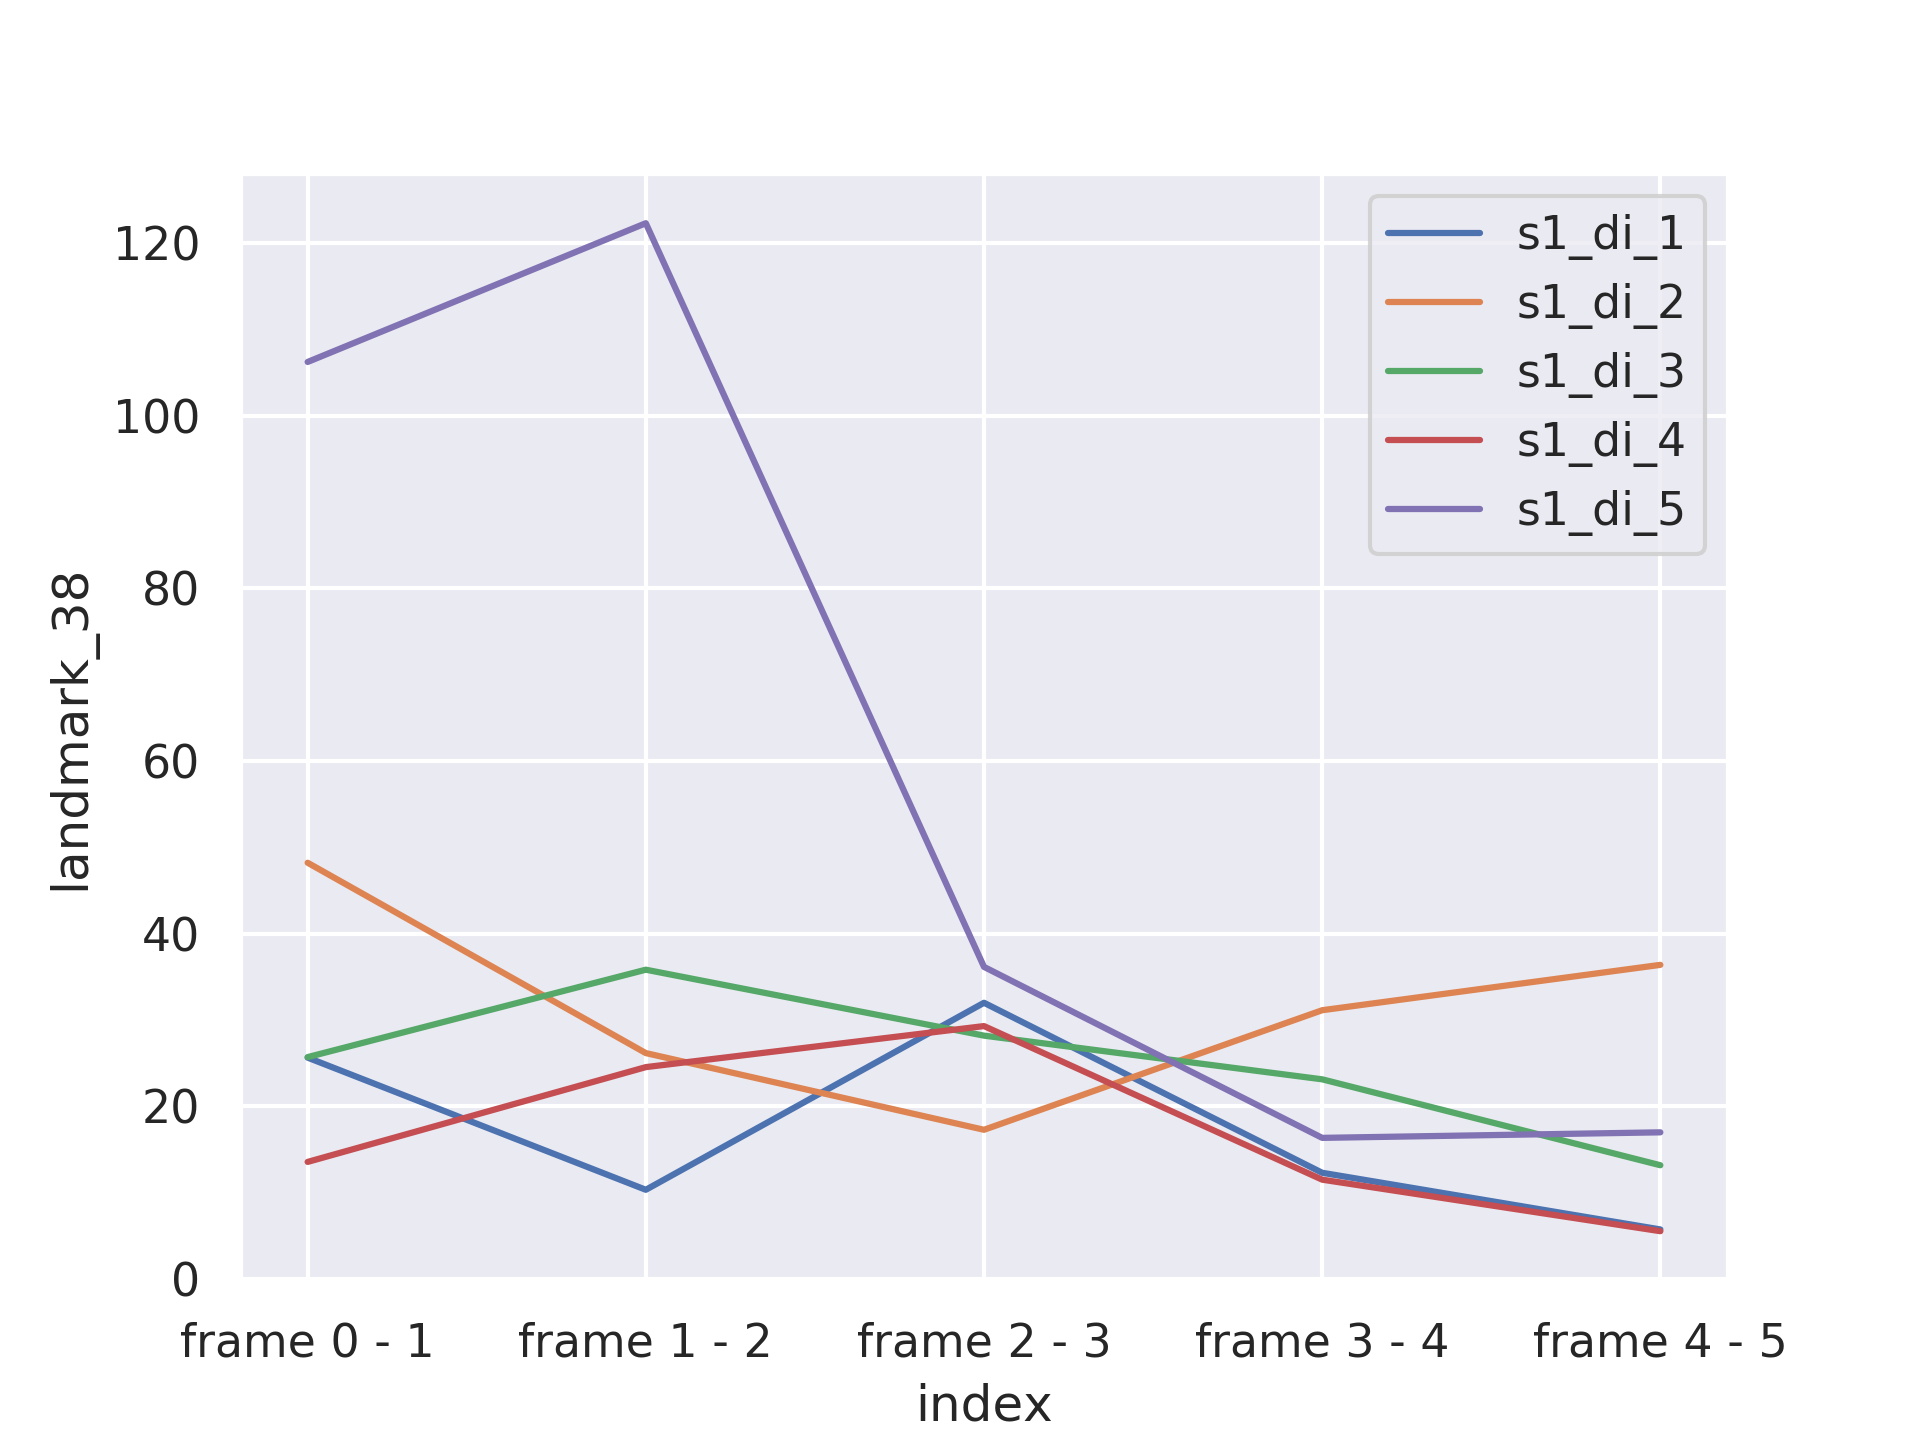 120
100
80
60
40
20
0
landmark_38
s1_di_1
s1_di_2
s1_di_3
s1_di_4
s1_di_5
frame 0 - 1 frame 1 - 2 frame 2 - 3 frame 3 - 4 frame 4 - 5
index